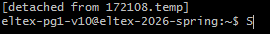 [detached from 172108.temp]
eltex-pg1-v10@eltex-2026-spring:~$ S